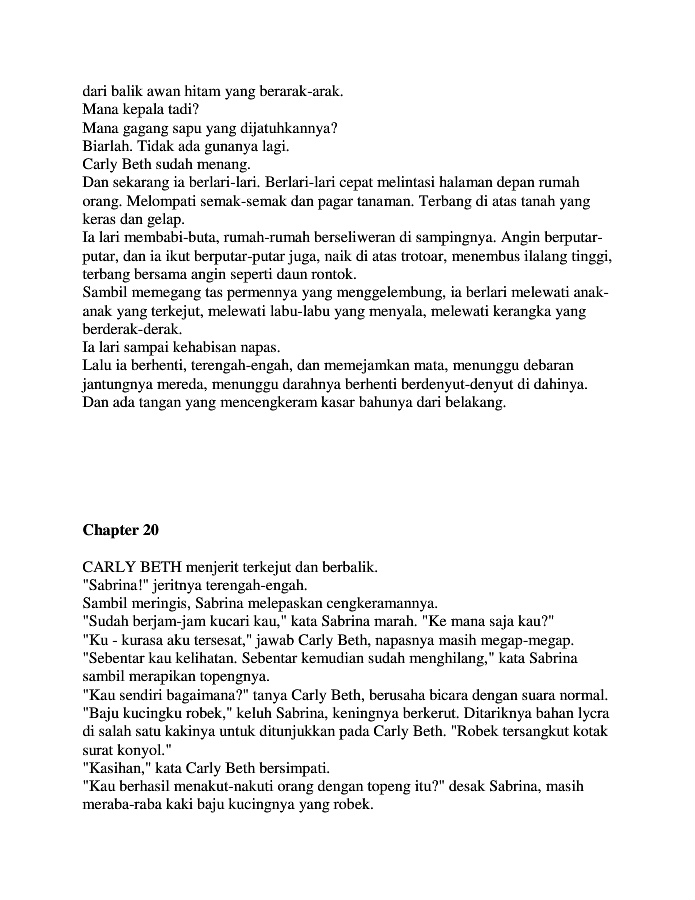 dari balik awan hitam yang berarak-arak.
Mana kepala tadi?
Mana gagang sapu yang dijatuhkannya?
Biarlah. Tidak ada gunanya lagi.
Carly Beth sudah menang.
Dan sekarang ia berlari-lari. Berlari-lari cepat melintasi halaman depan rumah
orang. Melompati semak-semak dan pagar tanaman. Terbang di atas tanah yang
keras dan gelap.
Ia lari membabi-buta, rumah-rumah berseliweran di sampingnya. Angin berputar-
putar, dan ia ikut berputar-putar juga, naik di atas trotoar, menembus ilalang tinggi,
terbang bersama angin seperti daun rontok.
Sambil memegang tas permennya yang menggelembung, ia berlari melewati anak-
anak yang terkejut, melewati labu-labu yang menyala, melewati kerangka yang
berderak-derak.
Ia lari sampai kehabisan napas.
Lalu ia berhenti, terengah-engah, dan memejamkan mata, menunggu debaran
jantungnya mereda, menunggu darahnya berhenti berdenyut-denyut di dahinya.
Dan ada tangan yang mencengkeram kasar bahunya dari belakang.
Chapter 20
CARLY BETH menjerit terkejut dan berbalik.
"Sabrina!" jeritnya terengah-engah.
Sambil meringis, Sabrina melepaskan cengkeramannya.
"Sudah berjam-jam kucari kau," kata Sabrina marah. "Ke mana saja kau?"
"Ku - kurasa aku tersesat," jawab Carly Beth, napasnya masih megap-megap.
"Sebentar kau kelihatan. Sebentar kemudian sudah menghilang," kata Sabrina
sambil merapikan topengnya.
"Kau sendiri bagaimana?" tanya Carly Beth, berusaha bicara dengan suara normal.
"Baju kucingku robek," keluh Sabrina, keningnya berkerut. Ditariknya bahan lycra
di salah satu kakinya untuk ditunjukkan pada Carly Beth. "Robek tersangkut kotak
surat konyol."
"Kasihan," kata Carly Beth bersimpati.
"Kau berhasil menakut-nakuti orang dengan topeng itu?" desak Sabrina, masih
meraba-raba kaki baju kucingnya yang robek.